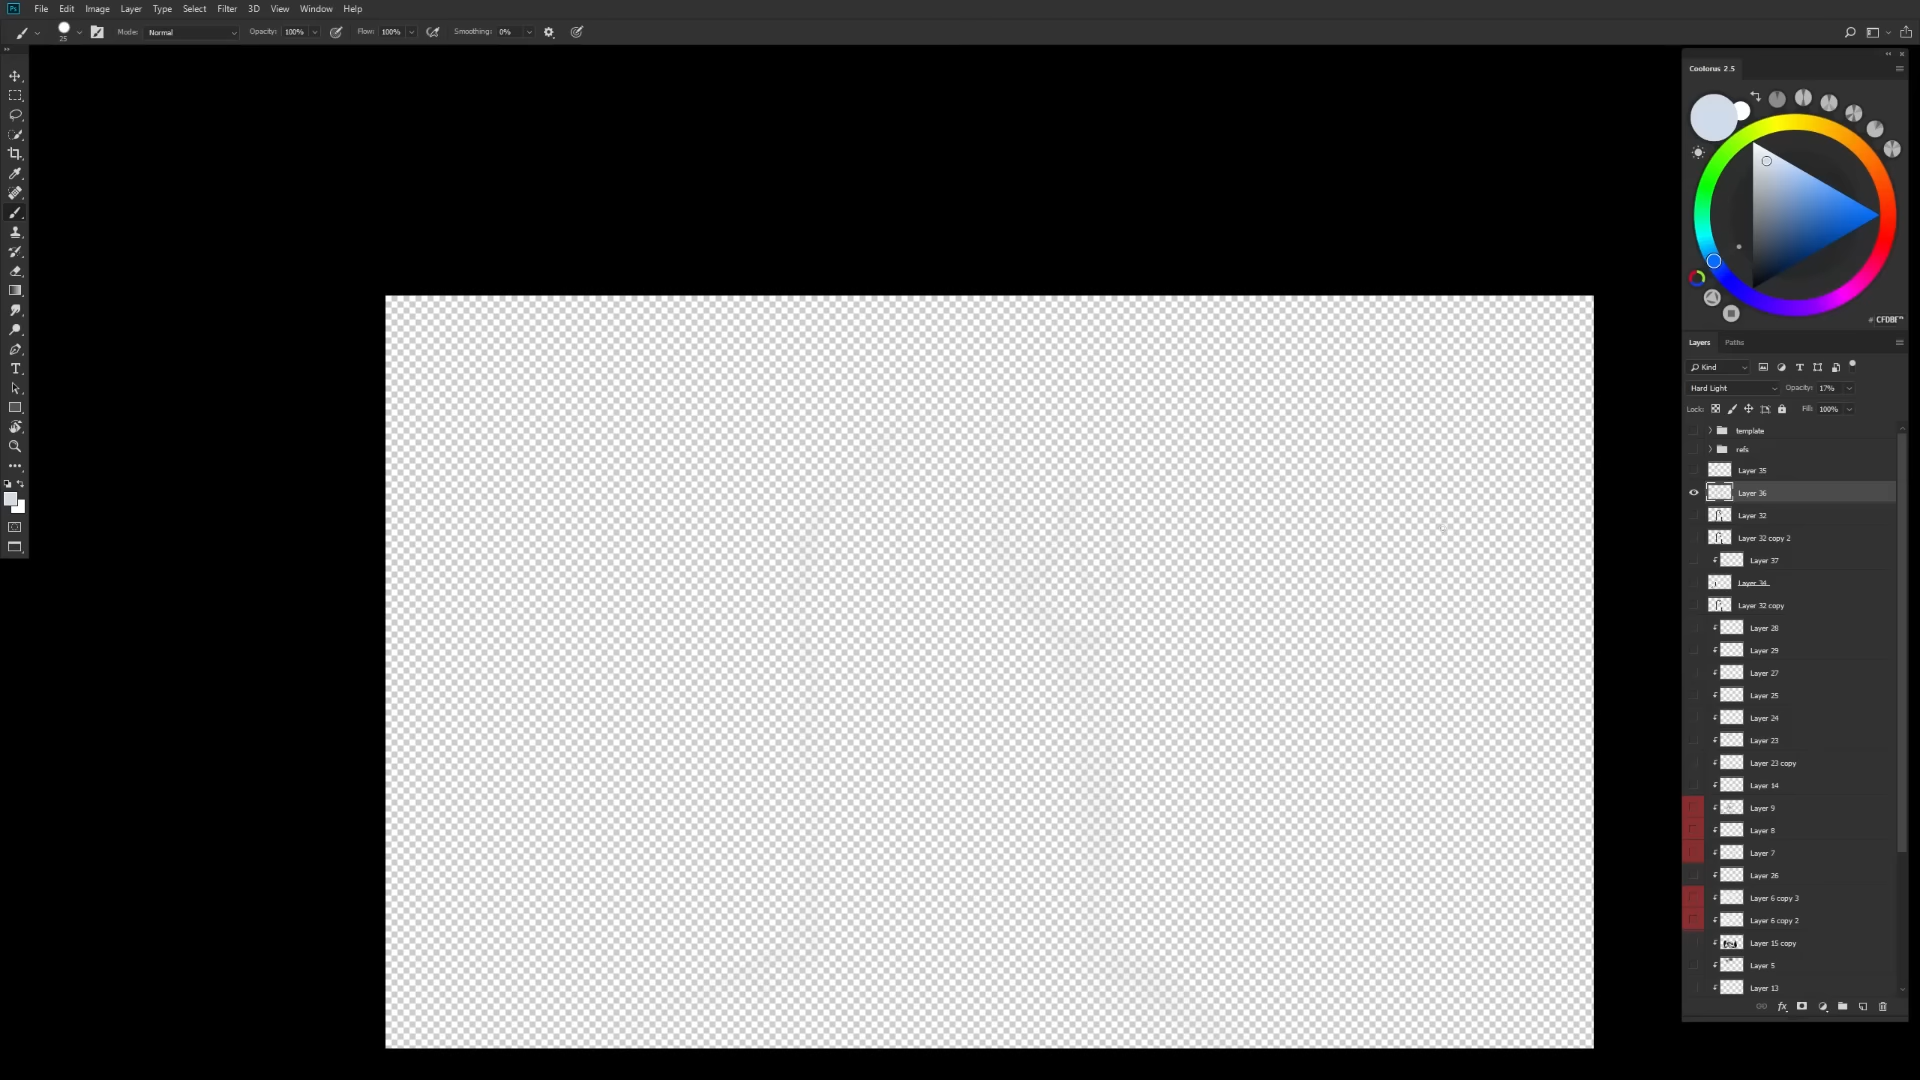 Ps File Edit Image Layer Type Select Filter 3D View Window Help
25 Mode: Normal Opacity: 100% Flow: 100% Smoothing: 0%
Coolorus 2.5
Layers Paths
Kind
Hard Light Opacity: 17%
Lock: Fill: 100%
template
refs
Layer 35
Layer 36
Layer 32
Layer 32 copy 2
Layer 37
Layer 32 copy
Layer 28
Layer 29
Layer 27
Layer 25
Layer 24
Layer 23
Layer 23 copy
Layer 14
Layer 9
Layer 8
Layer 7
Layer 26
Layer 6 copy 3
Layer 6 copy 2
Layer 15 copy
Layer 5
Layer 13
fx